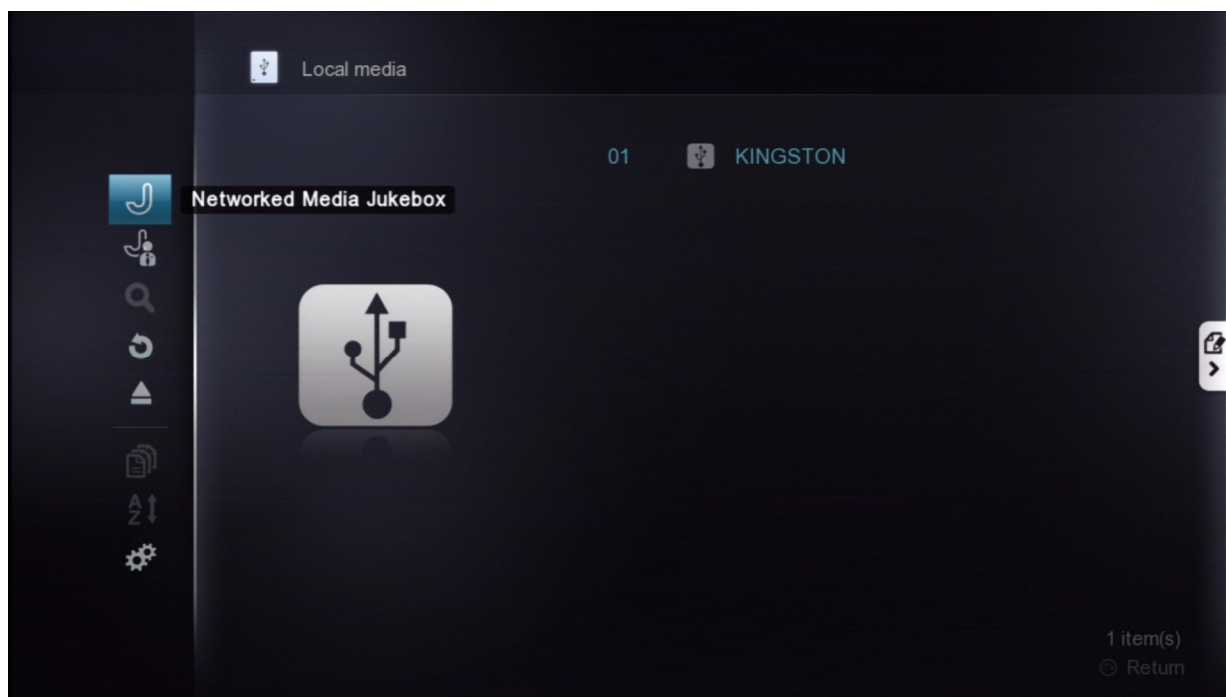 Local media
01 KINGSTON
Networked Media Jukebox
A
Z
1 item(s)
Return